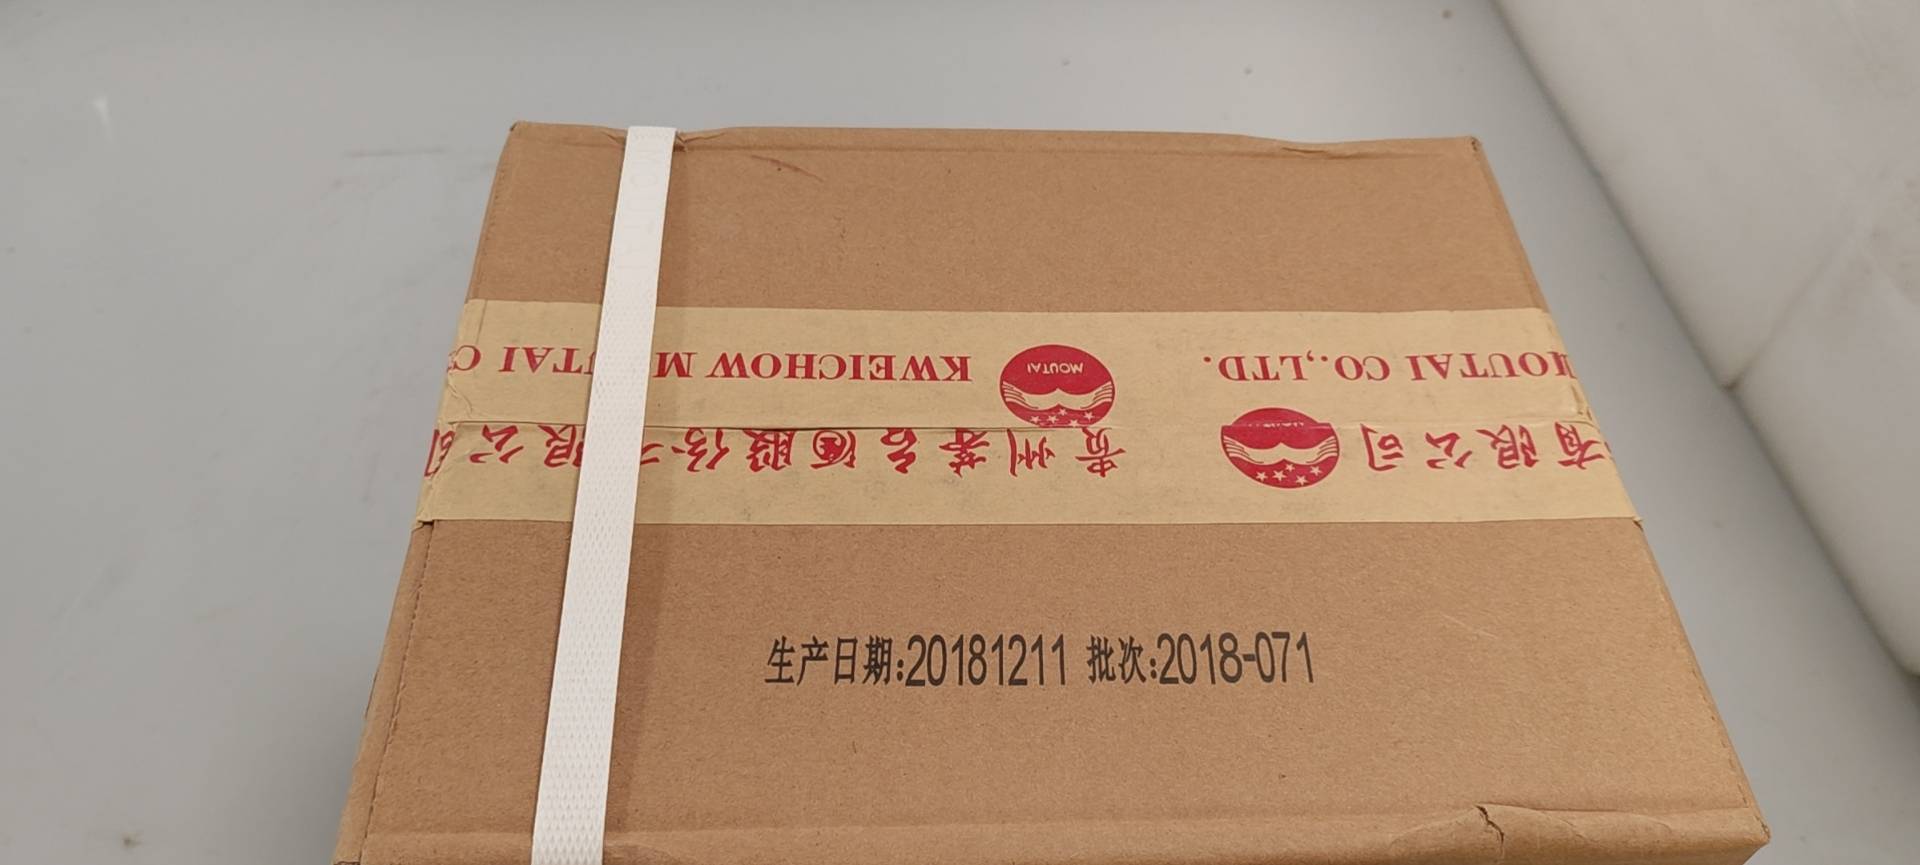 KWEICHOW M UTAI C
MOUTAI
OUTAI CO.,LTD.
贵州茅台酒股份有限公司
有限公司
生产日期:20181211 批次:2018-071